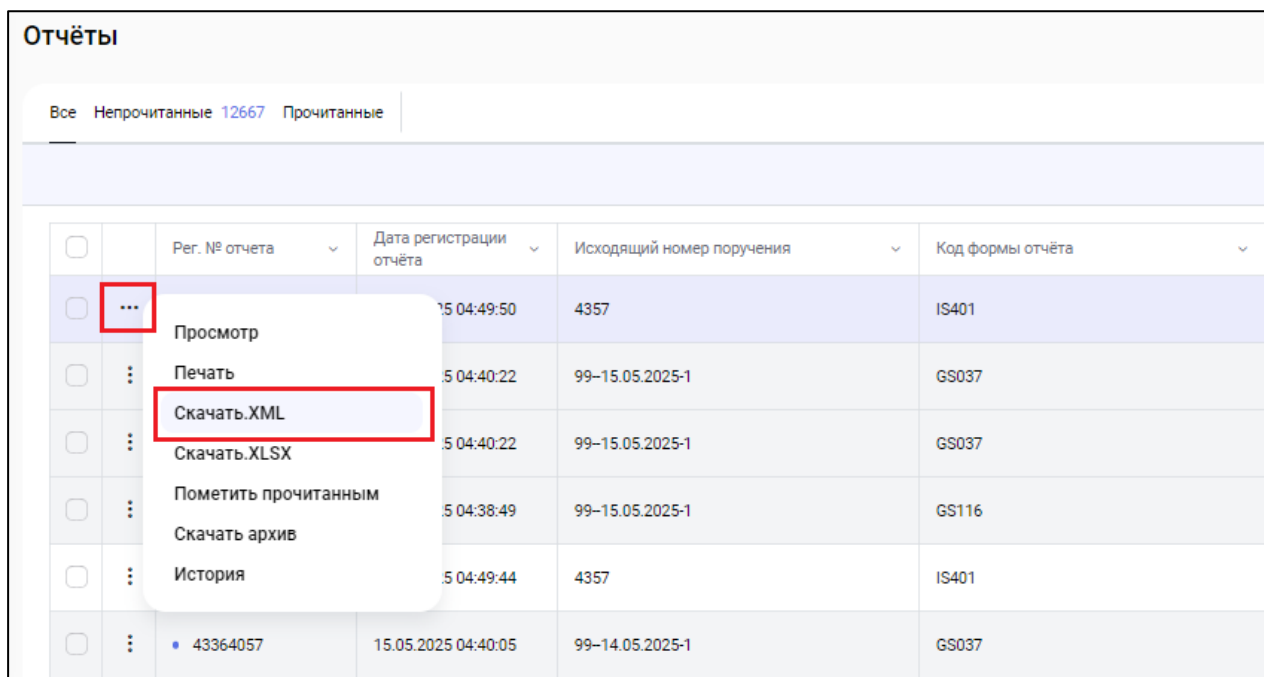 Отчёты
Все Непрочитанные 12667 Прочитанные
Рег. № отчета
Дата регистрации
отчёта
Исходящий номер поручения
Код формы отчёта
25 04:49:50 4357 IS401
Просмотр
Печать
5 04:40:22 99--15.05.2025-1 GS037
Скачать.XML
Скачать.XLSX
.5 04:40:22 99--15.05.2025-1 GS037
Пометить прочитанным
5 04:38:49 99--15.05.2025-1 GS116
Скачать архив
История
.5 04:49:44 4357 IS401
43364057 15.05.2025 04:40:05 99--14.05.2025-1 GS037